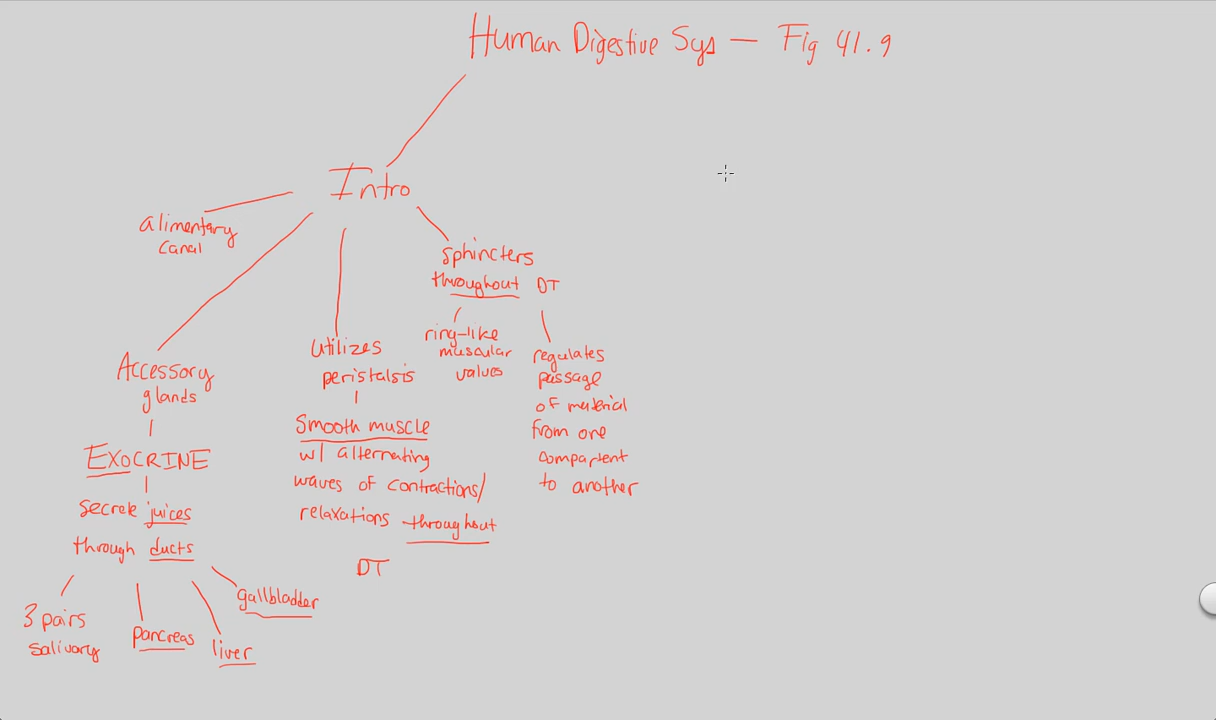 Human Digestive Sys — Fig 41.9
Intro
alimentary
canal
Accessory
glands
EXOCRINE
secrete juices
through ducts
3 pairs
salivary
pancreas
liver
gallbladder
utilizes
peristalsis
smooth muscle
w/ alternating
waves of contractions/
relaxations throughout
DT
sphincters
throughout DT
ring-like
muscular
valves
regulates
passage
of material
from one
compartent
to another